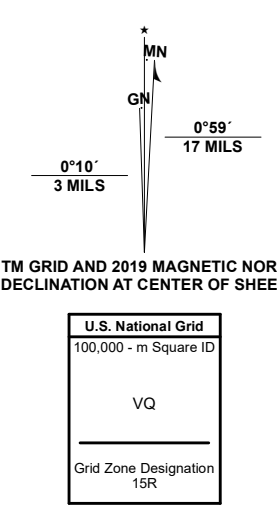 ★
MN
GN
0°59´
17 MILS
0°10´
3 MILS
TM GRID AND 2019 MAGNETIC NOR
DECLINATION AT CENTER OF SHEE
U.S. National Grid
100,000 - m Square ID
VQ
Grid Zone Designation
15R